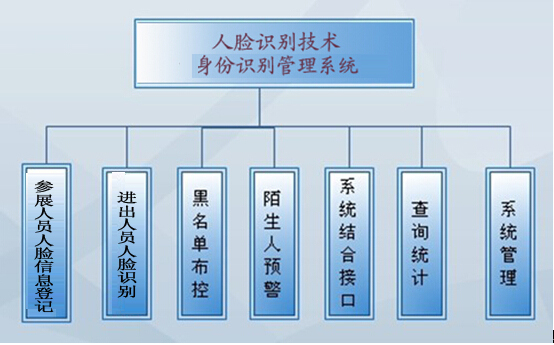 人脸识别技术
身份识别管理系统
参展人员人脸信息登记
进出人员人脸识别
黑名单布控
陌生人预警
系统结合接口
查询统计
系统管理